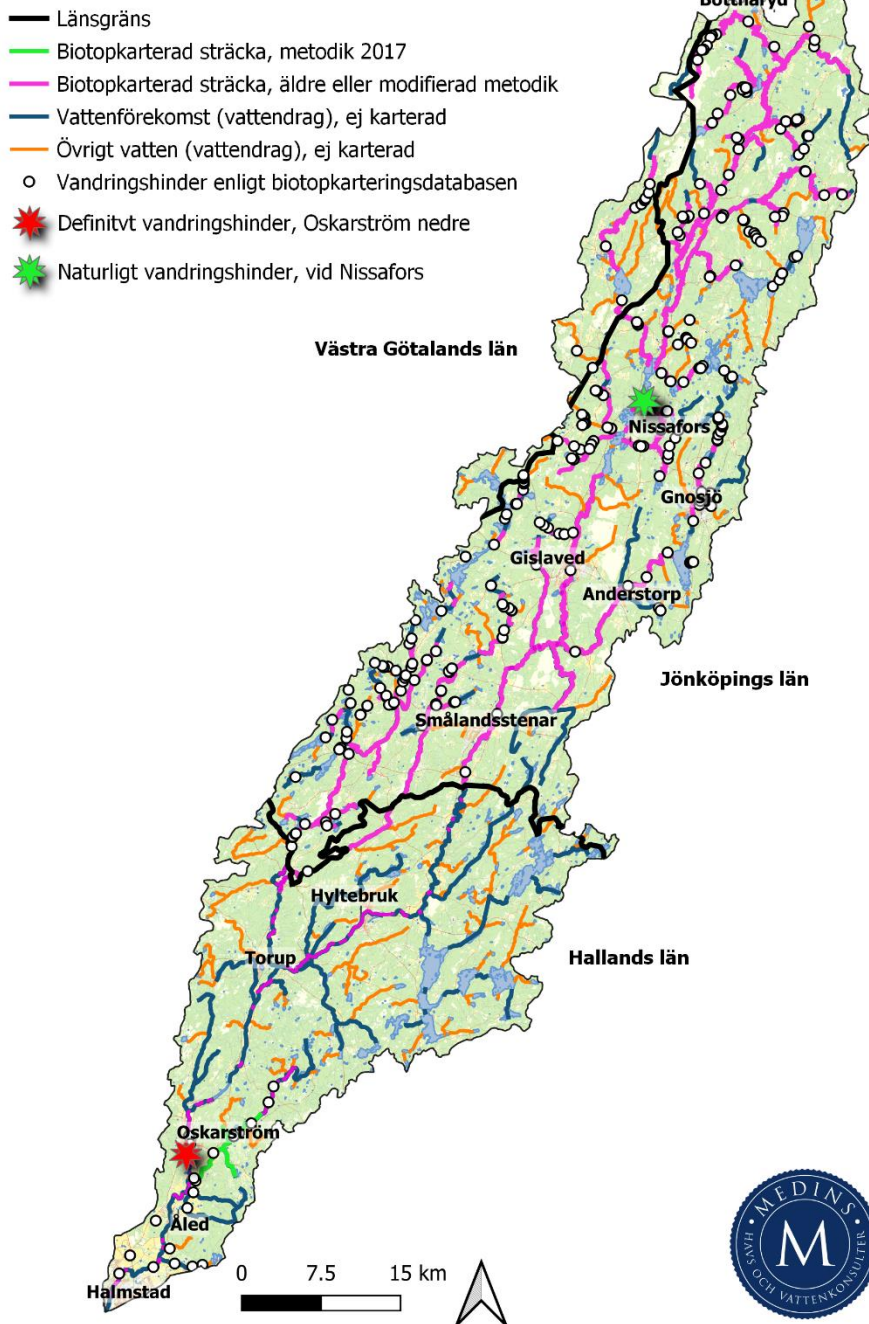 Bottnaryd
Länsgräns
Biotopkarterad sträcka, metodik 2017
Biotopkarterad sträcka, äldre eller modifierad metodik
Vattenförekomst (vattendrag), ej karterad
Övrigt vatten (vattendrag), ej karterad
Vandringshinder enligt biotopkarteringsdatabasen
Definitvt vandringshinder, Oskarström nedre
Naturligt vandringshinder, vid Nissafors
Västra Götalands län
Nissafors
Gnosjö
Gislaved
Anderstorp
Jönköpings län
Smålandsstenar
Hyltebruk
Torup
Hallands län
Oskarström
Åled
Halmstad
0 7.5 15 km
MEDINS
M
HAVS OCH VATTENKONSULTER